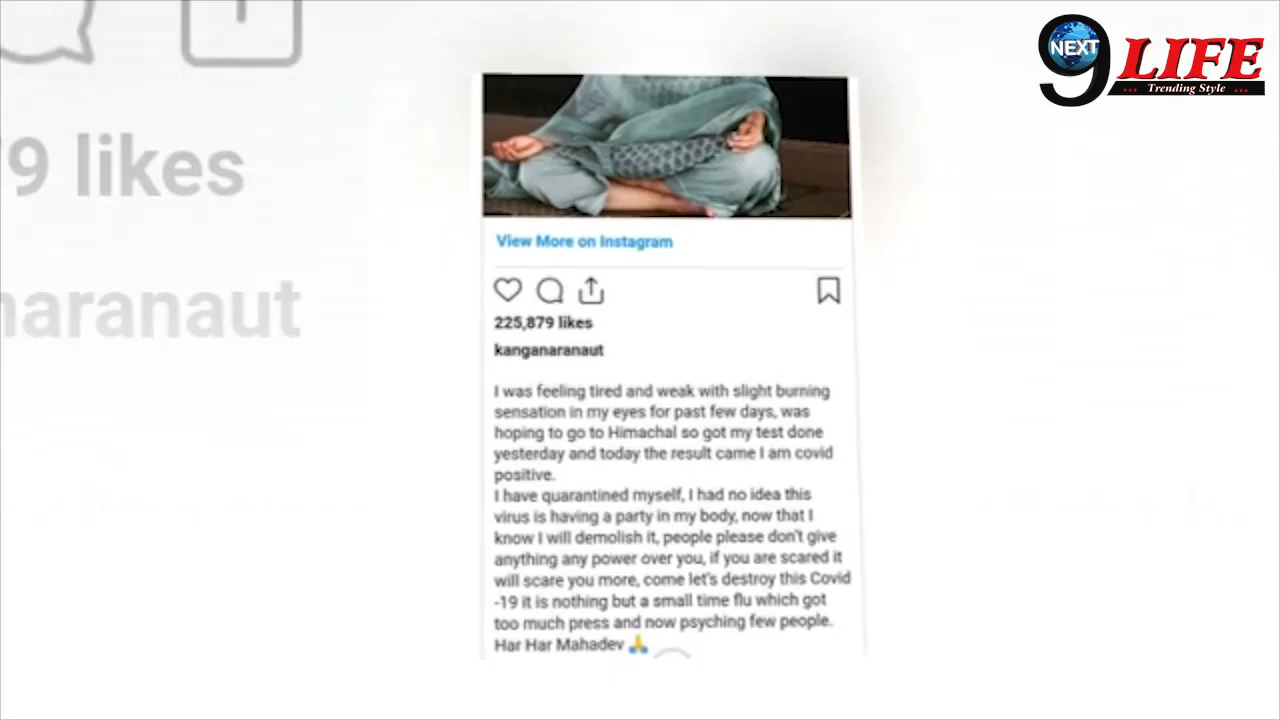 NEXT
9 LIFE
... Trending Style ...
79 likes
naranaut
View More on Instagram
225,879 likes
kanganaranaut
I was feeling tired and weak with slight burning
sensation in my eyes for past few days, was
hoping to go to Himachal so got my test done
yesterday and today the result came I am covid
positive.
I have quarantined myself, I had no idea this
virus is having a party in my body, now that I
know I will demolish it, people please don't give
anything any power over you, if you are scared it
will scare you more, come let's destroy this Covid
-19 it is nothing but a small time flu which got
too much press and now psyching few people.
Har Har Mahadev 🙏